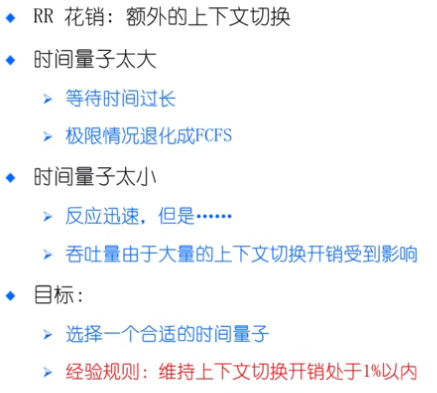 RR 花销：额外的上下文切换
时间量子太大
等待时间过长
极限情况退化成FCFS
时间量子太小
反应迅速，但是……
吞吐量由于大量的上下文切换开销受到影响
目标：
选择一个合适的时间量子
经验规则：维持上下文切换开销处于1%以内